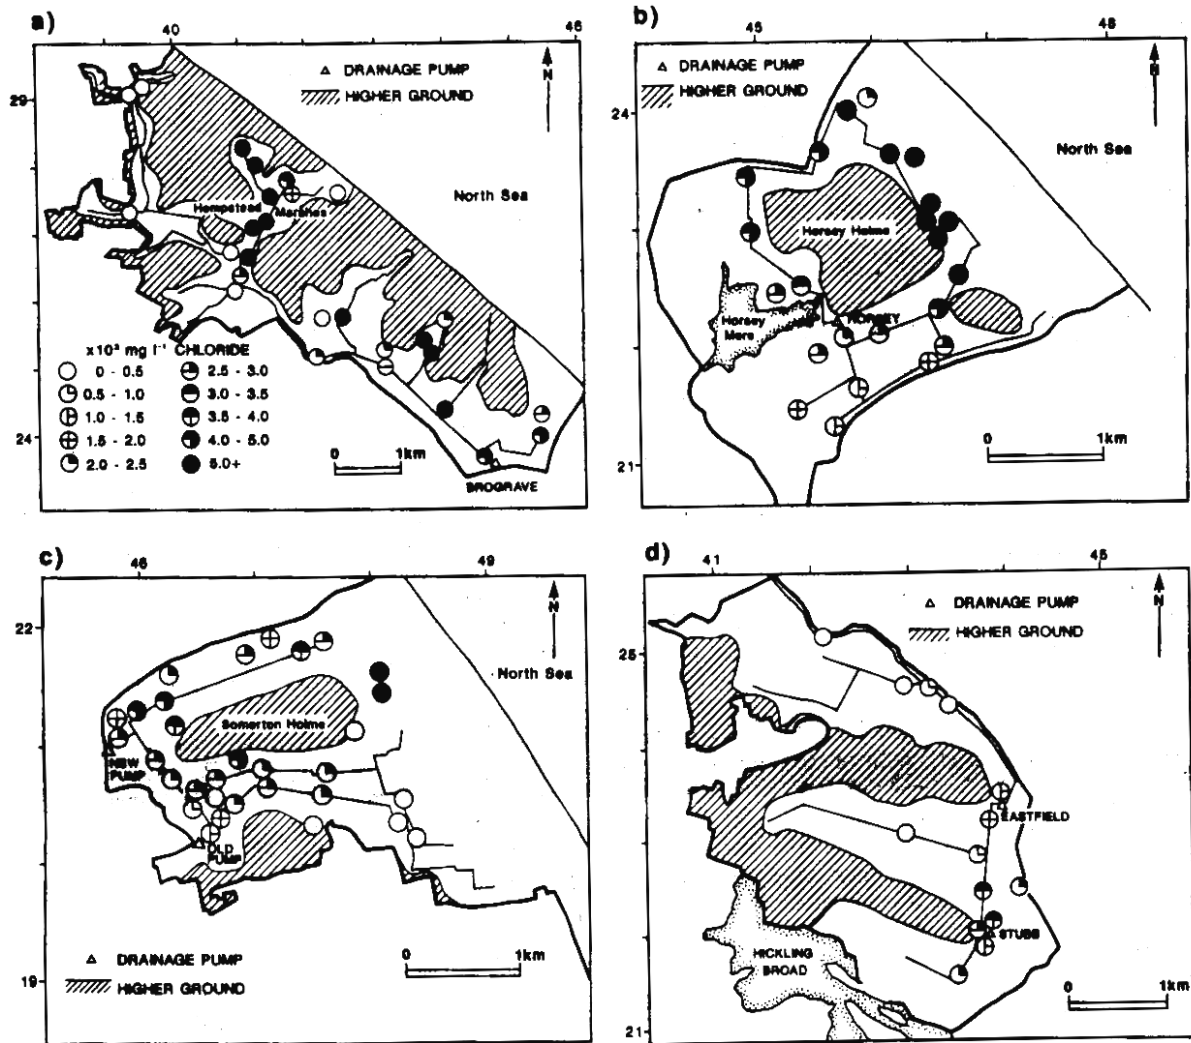 a)
40
46
N
DRAINAGE PUMP
HIGHER GROUND
29
North Sea
Hempstead
Marshes
x10³ mg l⁻¹ CHLORIDE
0 - 0.5
2.5 - 3.0
0.5 - 1.0
3.0 - 3.5
1.0 - 1.5
3.5 - 4.0
1.5 - 2.0
4.0 - 5.0
2.0 - 2.5
5.0+
24
0
1km
BROGRAVE
b)
45
48
N
DRAINAGE PUMP
HIGHER GROUND
24
North Sea
Horsey Holme
Horsey
Mere
HORSEY
0
1km
21
c)
46
49
N
22
North Sea
Somerton Holme
NEW
PUMP
OLD
PUMP
DRAINAGE PUMP
HIGHER GROUND
0
1km
19
d)
41
45
N
DRAINAGE PUMP
HIGHER GROUND
25
EASTFIELD
STUBB
HICKLING
BROAD
0
1km
21